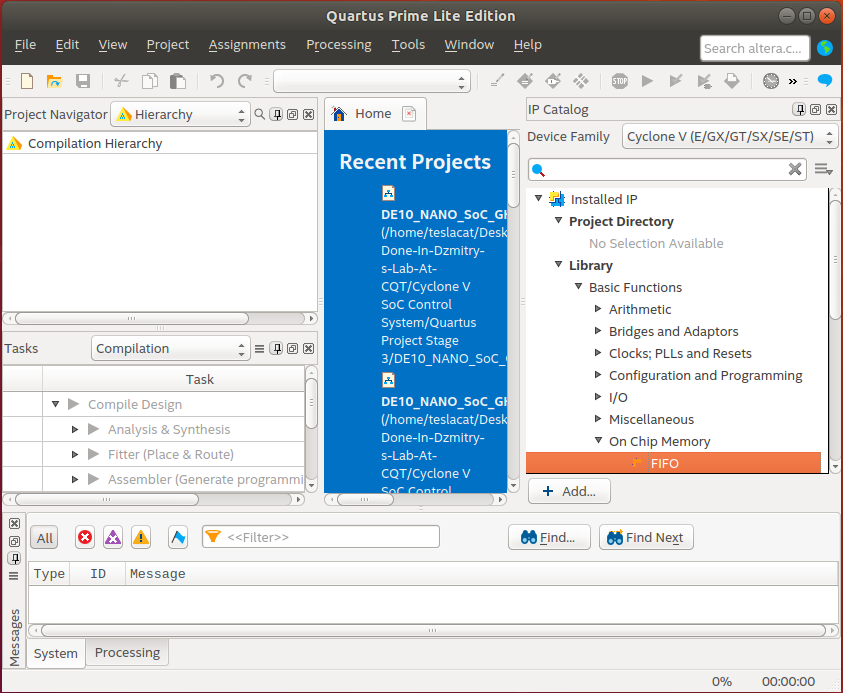 Quartus Prime Lite Edition
File Edit View Project Assignments Processing Tools Window Help
Search altera.c...
STOP
Project Navigator Hierarchy
Compilation Hierarchy
Tasks Compilation
Task
Compile Design
Analysis & Synthesis
Fitter (Place & Route)
Assembler (Generate programmi
Home
Recent Projects
DE10_NANO_SoC_GH
(/home/teslacat/Desk
Done-In-Dzmitry-
s-Lab-At-
CQT/Cyclone V
SoC Control
System/Quartus
Project Stage
3/DE10_NANO_SoC_
DE10_NANO_SoC_GH
(/home/teslacat/Desk
Done-In-Dzmitry-
s-Lab-At-
CQT/Cyclone V
SoC Control
IP Catalog
Device Family Cyclone V (E/GX/GT/SX/SE/ST)
Installed IP
Project Directory
No Selection Available
Library
Basic Functions
Arithmetic
Bridges and Adaptors
Clocks; PLLs and Resets
Configuration and Programming
I/O
Miscellaneous
On Chip Memory
FIFO
+ Add...
All <<Filter>> Find... Find Next
Type ID Message
Messages
System Processing
0% 00:00:00